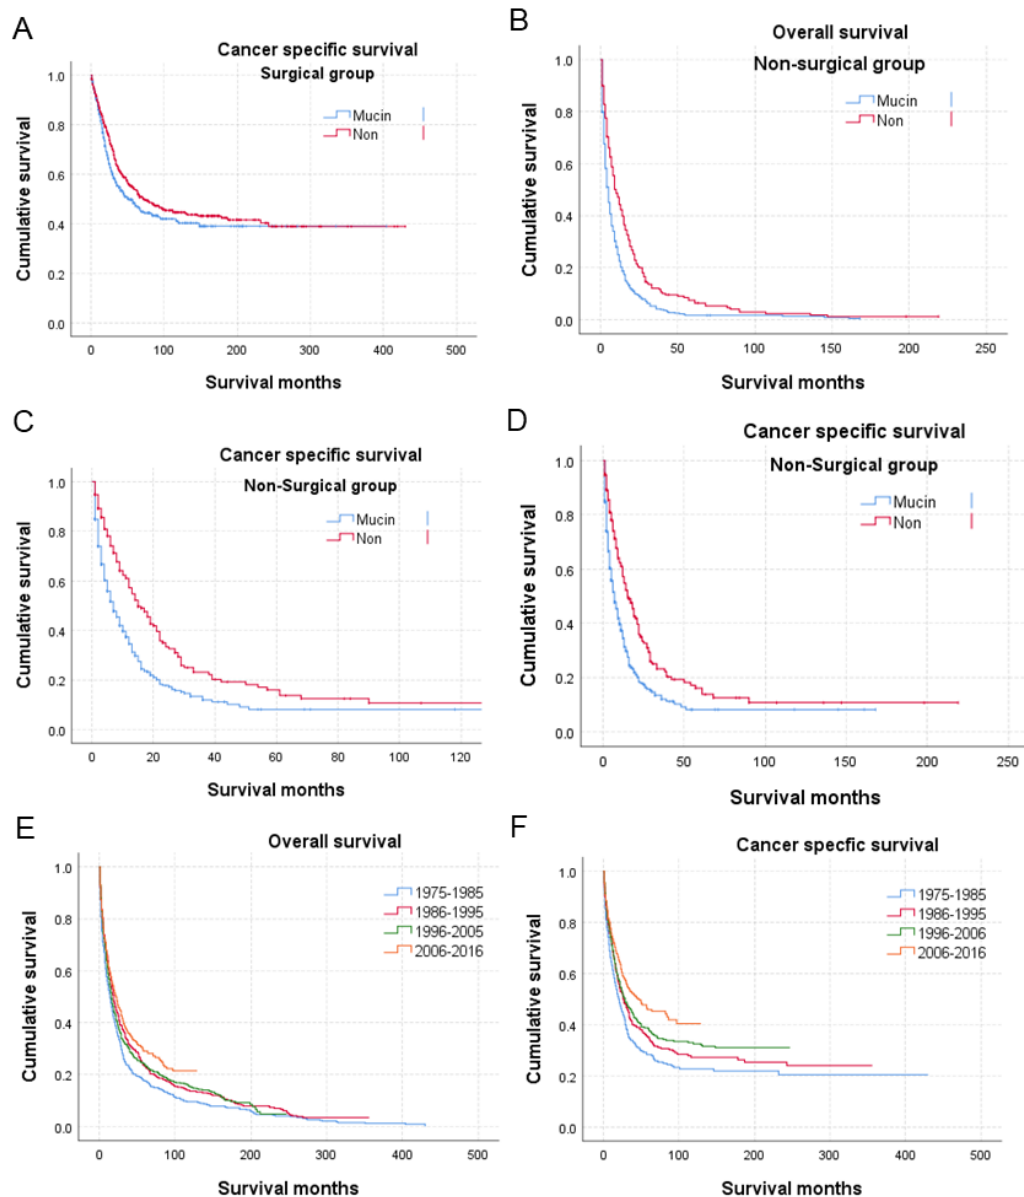 A
Cancer specific survival
Surgical group
Mucin
Non
Cumulative survival
1.0
0.8
0.6
0.4
0.2
0.0
0 100 200 300 400 500
Survival months
B
Overall survival
Non-surgical group
Mucin
Non
Cumulative survival
1.0
0.8
0.6
0.4
0.2
0.0
0 50 100 150 200 250
Survival months
C
Cancer specific survival
Non-Surgical group
Mucin
Non
Cumulative survival
1.0
0.8
0.6
0.4
0.2
0.0
0 20 40 60 80 100 120
Survival months
D
Cancer specific survival
Non-Surgical group
Mucin
Non
Cumulative survival
1.0
0.8
0.6
0.4
0.2
0.0
0 50 100 150 200 250
Survival months
E
Overall survival
1975-1985
1986-1995
1996-2005
2006-2016
Cumulative survival
1.0
0.8
0.6
0.4
0.2
0.0
0 100 200 300 400 500
Survival months
F
Cancer specfic survival
1975-1985
1986-1995
1996-2006
2006-2016
Cumulative survival
1.0
0.8
0.6
0.4
0.2
0.0
0 100 200 300 400 500
Survival months